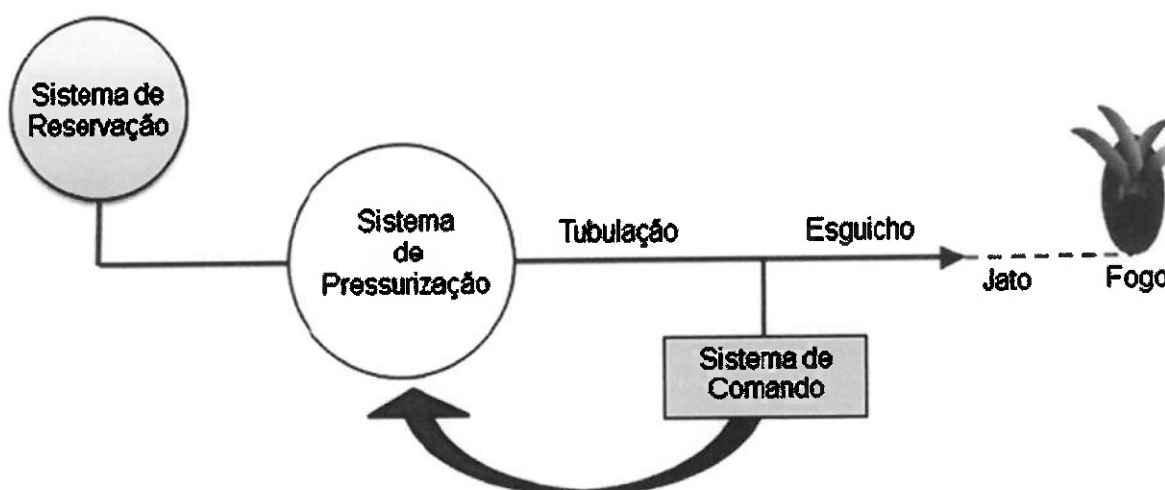 Sistema de
Reservação
Sistema
de
Pressurização
Tubulação
Esguicho
Jato
Fogo
Sistema de
Comando